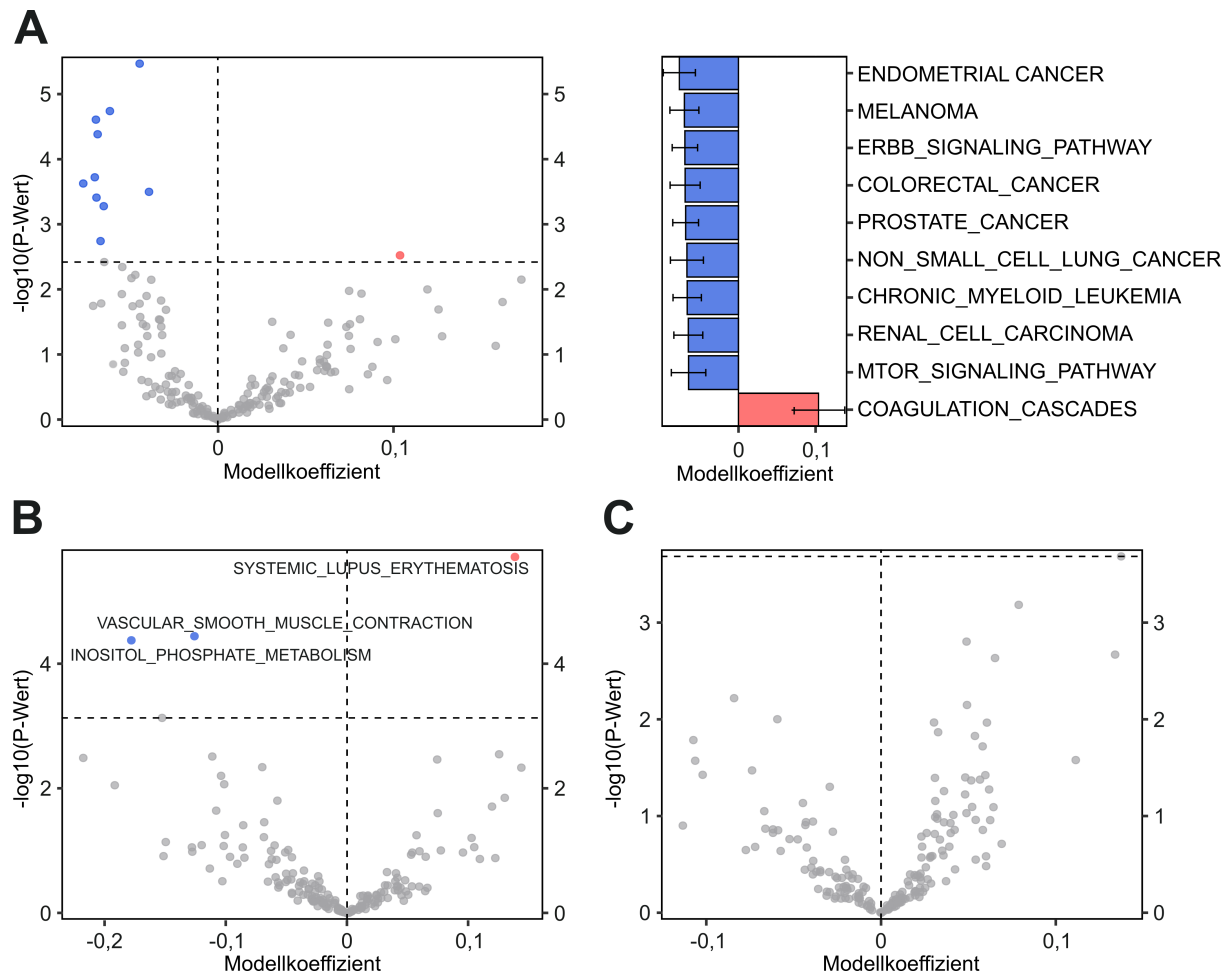 A
-log10(P-Wert)
5
4
3
2
1
0
5
4
3
2
1
0
0
0,1
Modellkoeffizient
ENDOMETRIAL CANCER
MELANOMA
ERBB_SIGNALING_PATHWAY
COLORECTAL_CANCER
PROSTATE_CANCER
NON_SMALL_CELL_LUNG_CANCER
CHRONIC_MYELOID_LEUKEMIA
RENAL_CELL_CARCINOMA
MTOR_SIGNALING_PATHWAY
COAGULATION_CASCADES
0
0,1
Modellkoeffizient
B
-log10(P-Wert)
SYSTEMIC_LUPUS_ERYTHEMATOSIS
VASCULAR_SMOOTH_MUSCLE_CONTRACTION
INOSITOL_PHOSPHATE_METABOLISM
4
2
0
4
2
0
-0,2
-0,1
0
0,1
Modellkoeffizient
C
-log10(P-Wert)
3
2
1
0
3
2
1
0
-0,1
0
0,1
Modellkoeffizient